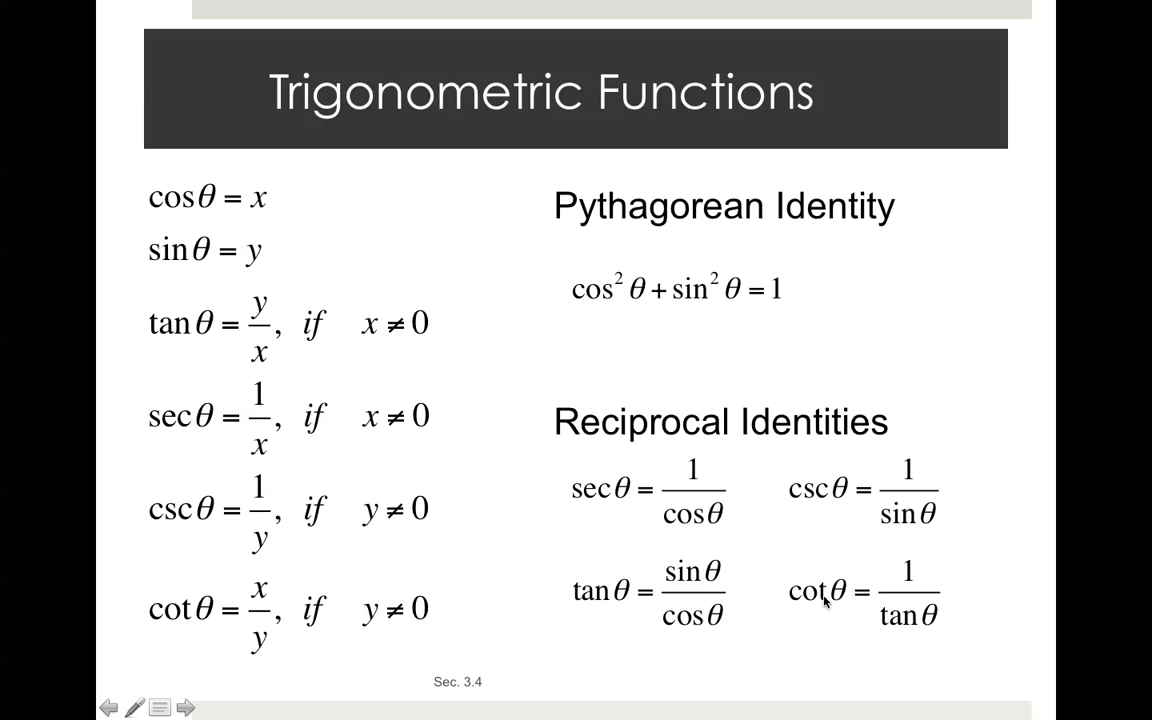 Trigonometric Functions
cosθ = x
sinθ = y
tanθ = y/x, if x ≠ 0
secθ = 1/x, if x ≠ 0
cscθ = 1/y, if y ≠ 0
cotθ = x/y, if y ≠ 0
Pythagorean Identity
cos² θ + sin² θ = 1
Reciprocal Identities
secθ = 1/cosθ cscθ = 1/sinθ
tanθ = sinθ/cosθ cotθ = 1/tanθ
Sec. 3.4